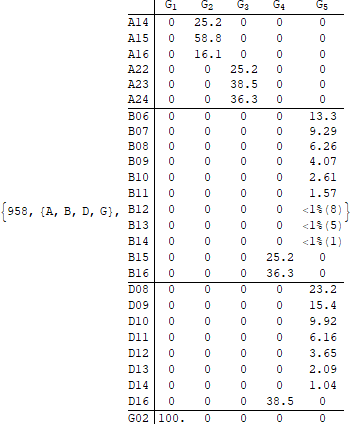 G1 G2 G3 G4 G5
A14 0 25.2 0 0 0
A15 0 58.8 0 0 0
A16 0 16.1 0 0 0
A22 0 0 25.2 0 0
A23 0 0 38.5 0 0
A24 0 0 36.3 0 0
B06 0 0 0 0 13.3
B07 0 0 0 0 9.29
B08 0 0 0 0 6.26
B09 0 0 0 0 4.07
B10 0 0 0 0 2.61
B11 0 0 0 0 1.57
{958, {A, B, D, G}, B12 0 0 0 0 <1%(8)}
B13 0 0 0 0 <1%(5)
B14 0 0 0 0 <1%(1)
B15 0 0 0 25.2 0
B16 0 0 0 36.3 0
D08 0 0 0 0 23.2
D09 0 0 0 0 15.4
D10 0 0 0 0 9.92
D11 0 0 0 0 6.16
D12 0 0 0 0 3.65
D13 0 0 0 0 2.09
D14 0 0 0 0 1.04
D16 0 0 0 38.5 0
G02 100. 0 0 0 0